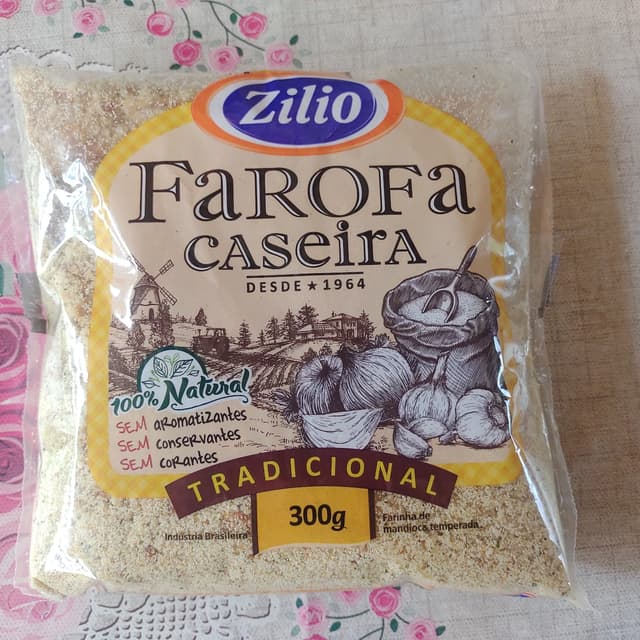 Zilio
FAROFA
CASEIRA
DESDE ★ 1964
100% Natural
SEM aromatizantes
SEM conservantes
SEM corantes
TRADICIONAL
300g
Indústria Brasileira
Farinha de
mandioca temperada